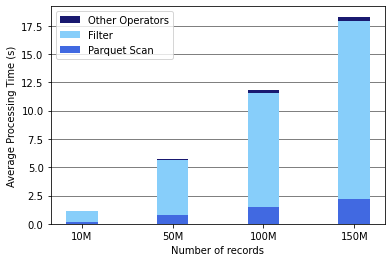 Other Operators
Filter
Parquet Scan
Average Processing Time (s)
17.5
15.0
12.5
10.0
7.5
5.0
2.5
0.0
10M 50M 100M 150M
Number of records